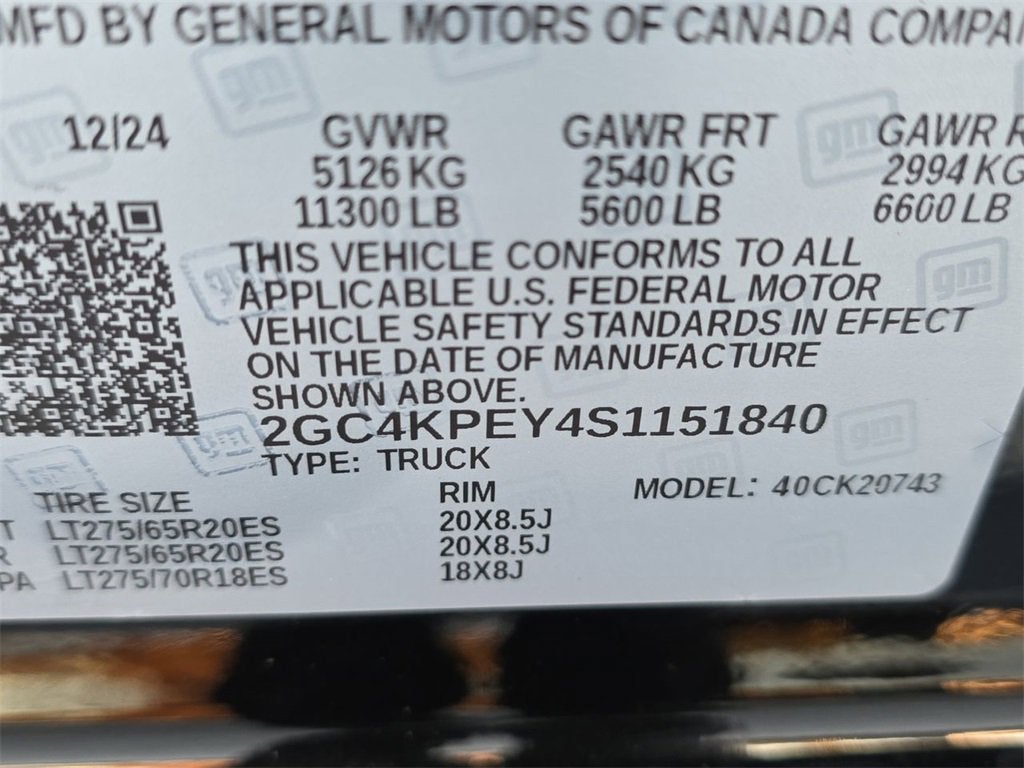 MFD BY GENERAL MOTORS OF CANADA COMPA
12/24 GVWR GAWR FRT GAWR R
5126 KG 2540 KG 2994 KG
11300 LB 5600 LB 6600 LB
THIS VEHICLE CONFORMS TO ALL
APPLICABLE U.S. FEDERAL MOTOR
VEHICLE SAFETY STANDARDS IN EFFECT
ON THE DATE OF MANUFACTURE
SHOWN ABOVE.
2GC4KPEY4S1151840
TYPE: TRUCK
TIRE SIZE RIM MODEL: 40CK20743
T LT275/65R20ES 20X8.5J
R LT275/65R20ES 20X8.5J
PA LT275/70R18ES 18X8J